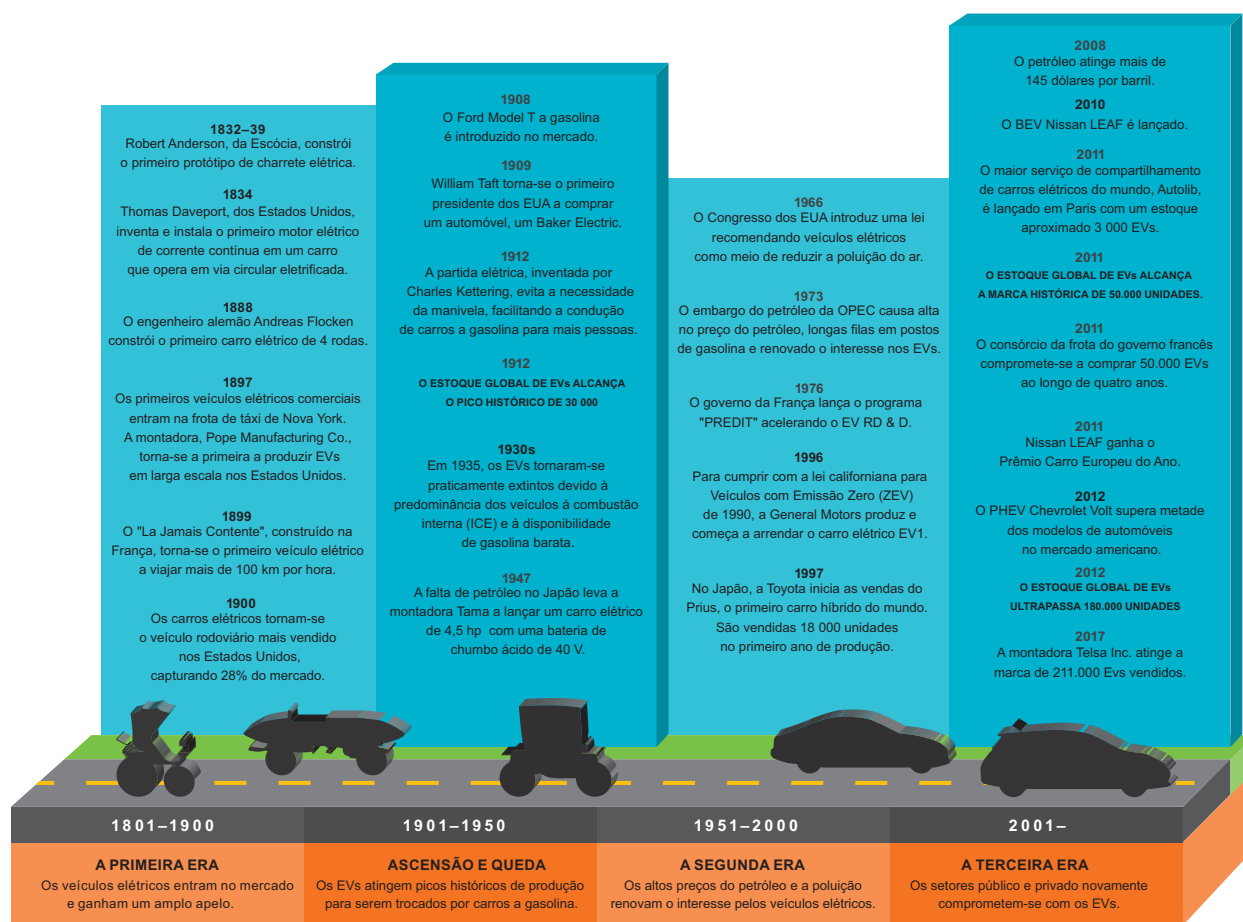 1832–39
Robert Anderson, da Escócia, constrói
o primeiro protótipo de charrete elétrica.
1834
Thomas Daveport, dos Estados Unidos,
inventa e instala o primeiro motor elétrico
de corrente contínua em um carro
que opera em via circular eletrificada.
1888
O engenheiro alemão Andreas Flocken
constrói o primeiro carro elétrico de 4 rodas.
1897
Os primeiros veículos elétricos comerciais
entram na frota de táxi de Nova York.
A montadora, Pope Manufacturing Co.,
torna-se a primeira a produzir EVs
em larga escala nos Estados Unidos.
1899
O "La Jamais Contente", construído na
França, torna-se o primeiro veículo elétrico
a viajar mais de 100 km por hora.
1900
Os carros elétricos tornam-se
o veículo rodoviário mais vendido
nos Estados Unidos,
capturando 28% do mercado.
1908
O Ford Model T a gasolina
é introduzido no mercado.
1909
William Taft torna-se o primeiro
presidente dos EUA a comprar
um automóvel, um Baker Electric.
1912
A partida elétrica, inventada por
Charles Kettering, evita a necessidade
da manivela, facilitando a condução
de carros a gasolina para mais pessoas.
1912
O ESTOQUE GLOBAL DE EVs ALCANÇA
O PICO HISTÓRICO DE 30 000
1930s
Em 1935, os EVs tornaram-se
praticamente extintos devido à
predominância dos veículos à combustão
interna (ICE) e à disponibilidade
de gasolina barata.
1947
A falta de petróleo no Japão leva a
montadora Tama a lançar um carro elétrico
de 4,5 hp com uma bateria de
chumbo ácido de 40 V.
1966
O Congresso dos EUA introduz uma lei
recomendando veículos elétricos
como meio de reduzir a poluição do ar.
1973
O embargo do petróleo da OPEC causa alta
no preço do petróleo, longas filas em postos
de gasolina e renovado o interesse nos EVs.
1976
O governo da França lança o programa
"PREDIT" acelerando o EV RD & D.
1996
Para cumprir com a lei californiana para
Veículos com Emissão Zero (ZEV)
de 1990, a General Motors produz e
começa a arrendar o carro elétrico EV1.
1997
No Japão, a Toyota inicia as vendas do
Prius, o primeiro carro híbrido do mundo.
São vendidas 18 000 unidades
no primeiro ano de produção.
2008
O petróleo atinge mais de
145 dólares por barril.
2010
O BEV Nissan LEAF é lançado.
2011
O maior serviço de compartilhamento
de carros elétricos do mundo, Autolib,
é lançado em Paris com um estoque
aproximado 3 000 EVs.
2011
O ESTOQUE GLOBAL DE EVs ALCANÇA
A MARCA HISTÓRICA DE 50.000 UNIDADES.
2011
O consórcio da frota do governo francês
compromete-se a comprar 50.000 EVs
ao longo de quatro anos.
2011
Nissan LEAF ganha o
Prêmio Carro Europeu do Ano.
2012
O PHEV Chevrolet Volt supera metade
dos modelos de automóveis
no mercado americano.
2012
O ESTOQUE GLOBAL DE EVs
ULTRAPASSA 180.000 UNIDADES
2017
A montadora Telsa Inc. atinge a
marca de 211.000 Evs vendidos.
1801–1900
A PRIMEIRA ERA
Os veículos elétricos entram no mercado
e ganham um amplo apelo.
1901–1950
ASCENSÃO E QUEDA
Os EVs atingem picos históricos de produção
para serem trocados por carros a gasolina.
1951–2000
A SEGUNDA ERA
Os altos preços do petróleo e a poluição
renovam o interesse pelos veículos elétricos.
2001–
A TERCEIRA ERA
Os setores público e privado novamente
comprometem-se com os EVs.